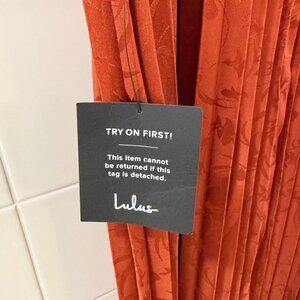 TRY ON FIRST!
This item cannot
be returned if this
tag is detached.
Lulus